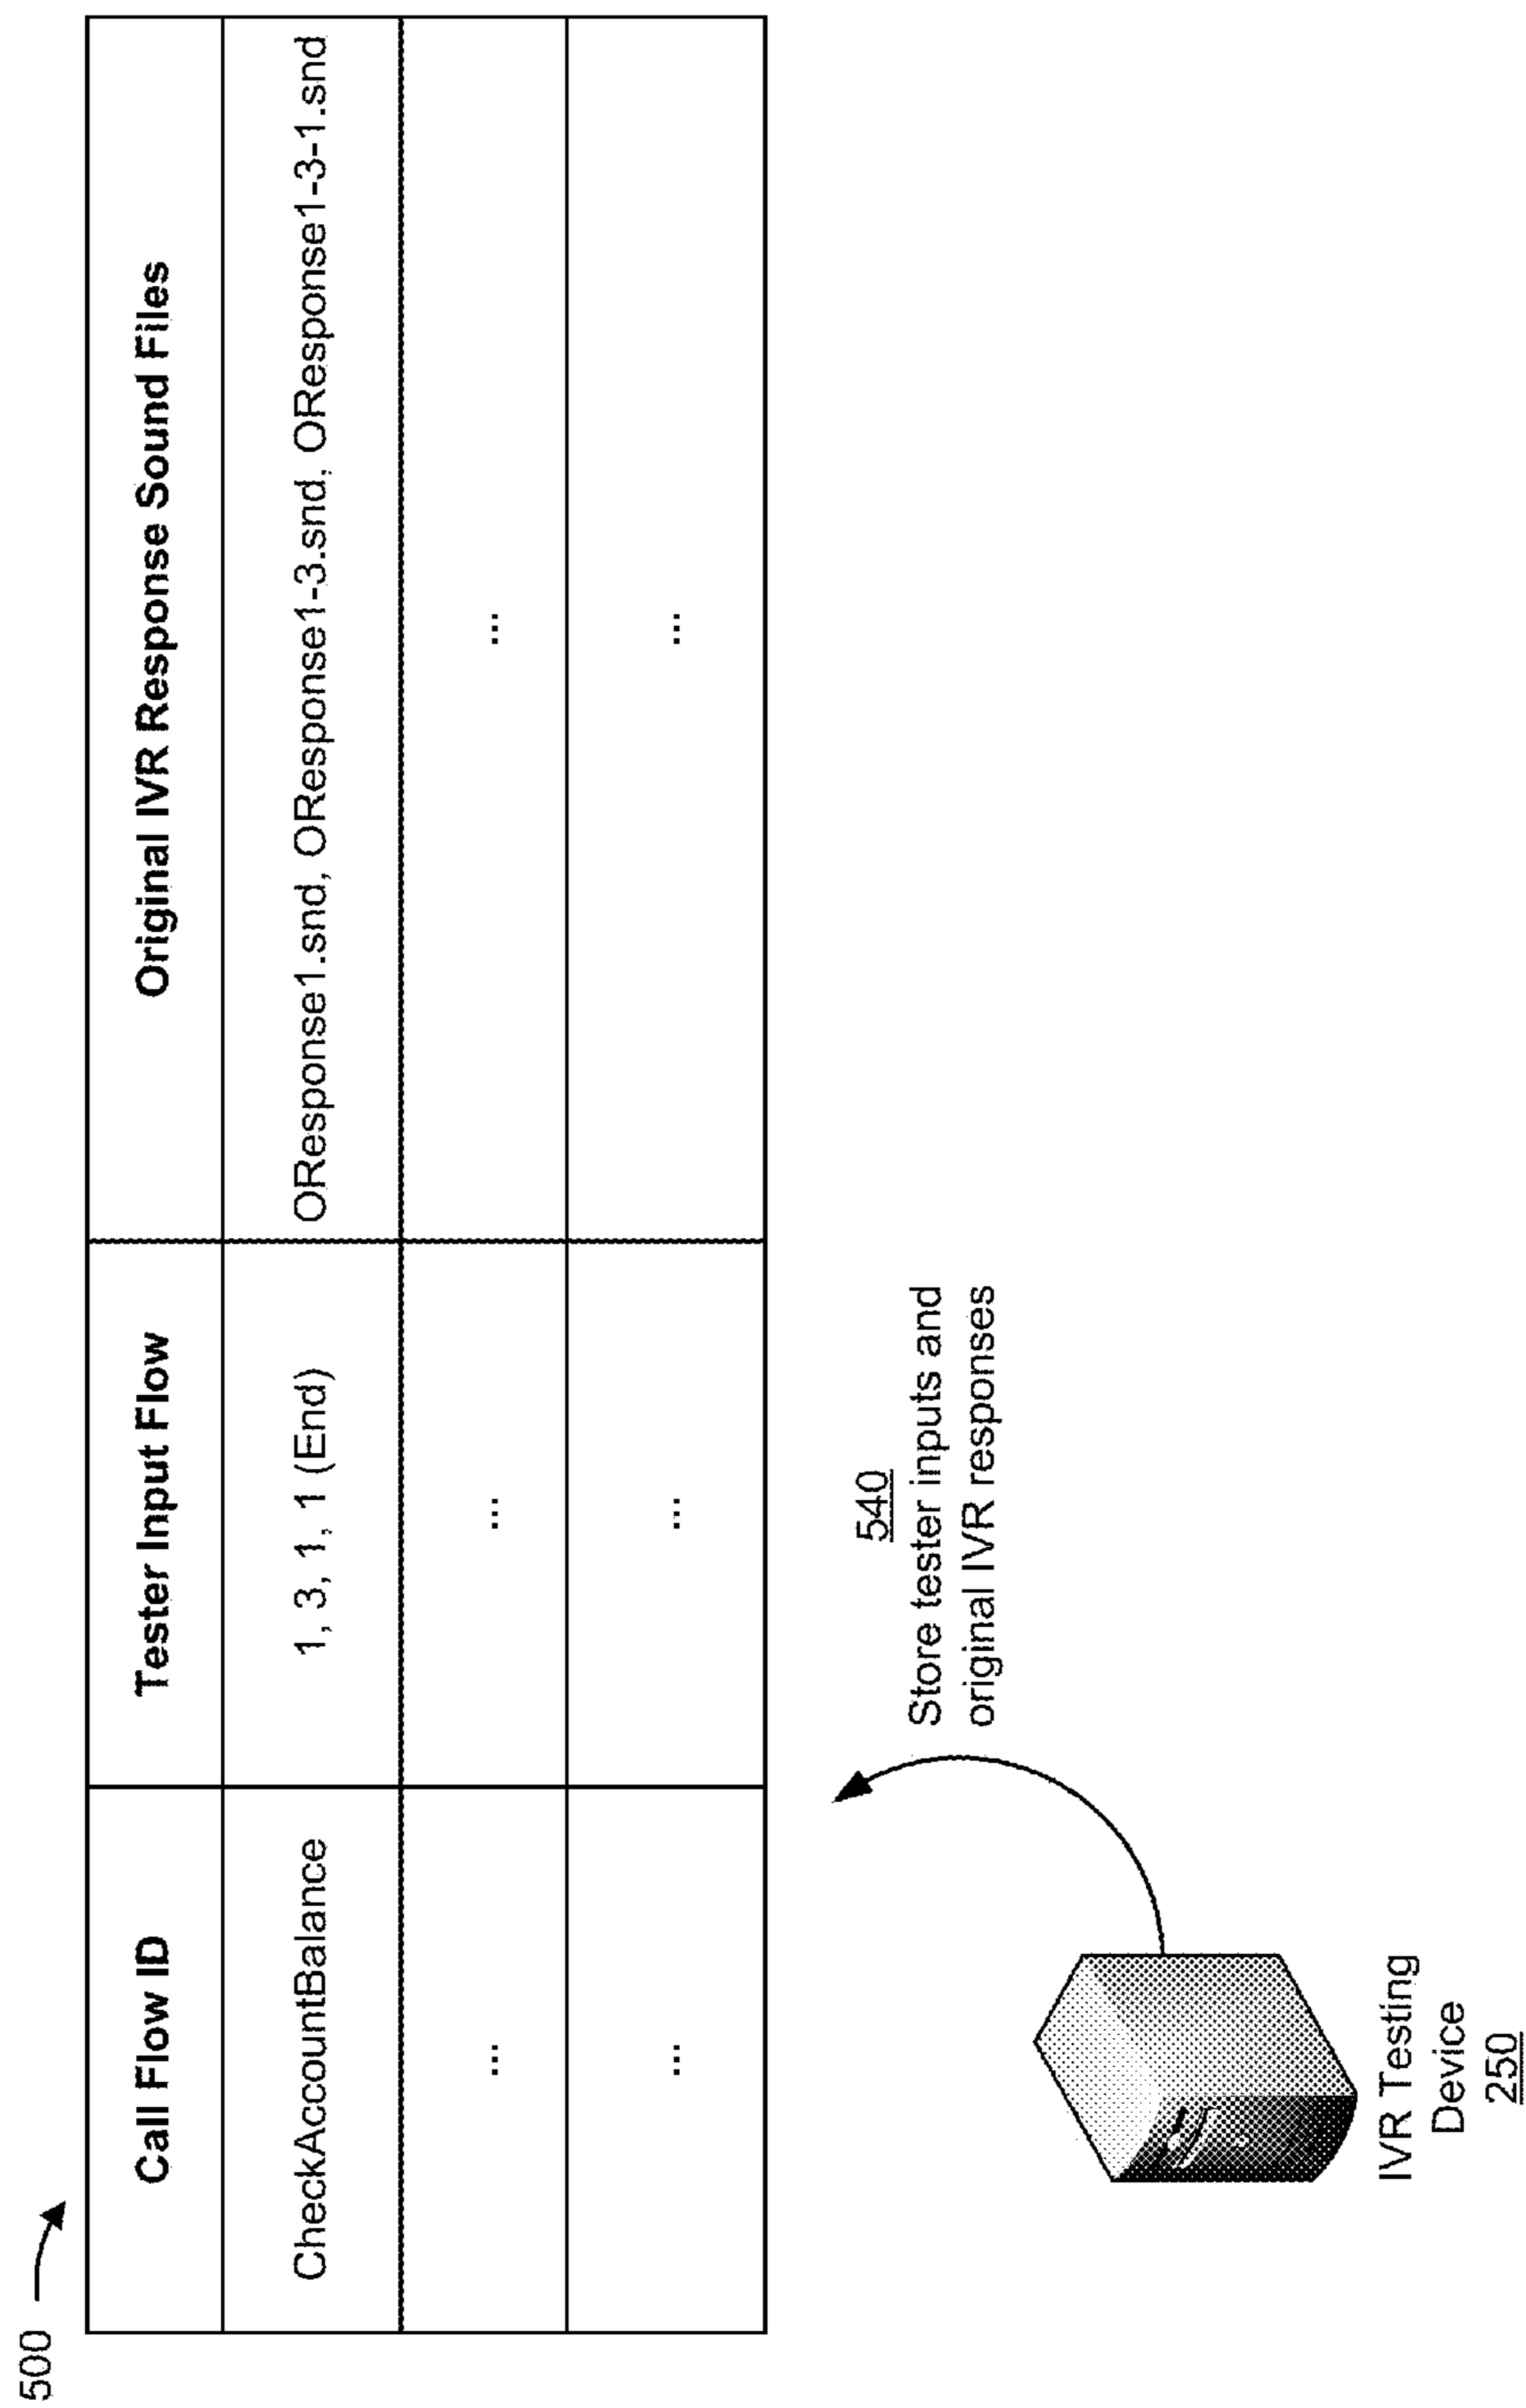 500
Call Flow ID
Tester Input Flow
Original IVR Response Sound Files
CheckAccountBalance
1, 3, 1, 1 (End)
OResponse1.snd, OResponse1-3.snd, OResponse1-3-1.snd
...
...
...
...
...
...
540
Store tester inputs and
original IVR responses
IVR Testing
Device
250